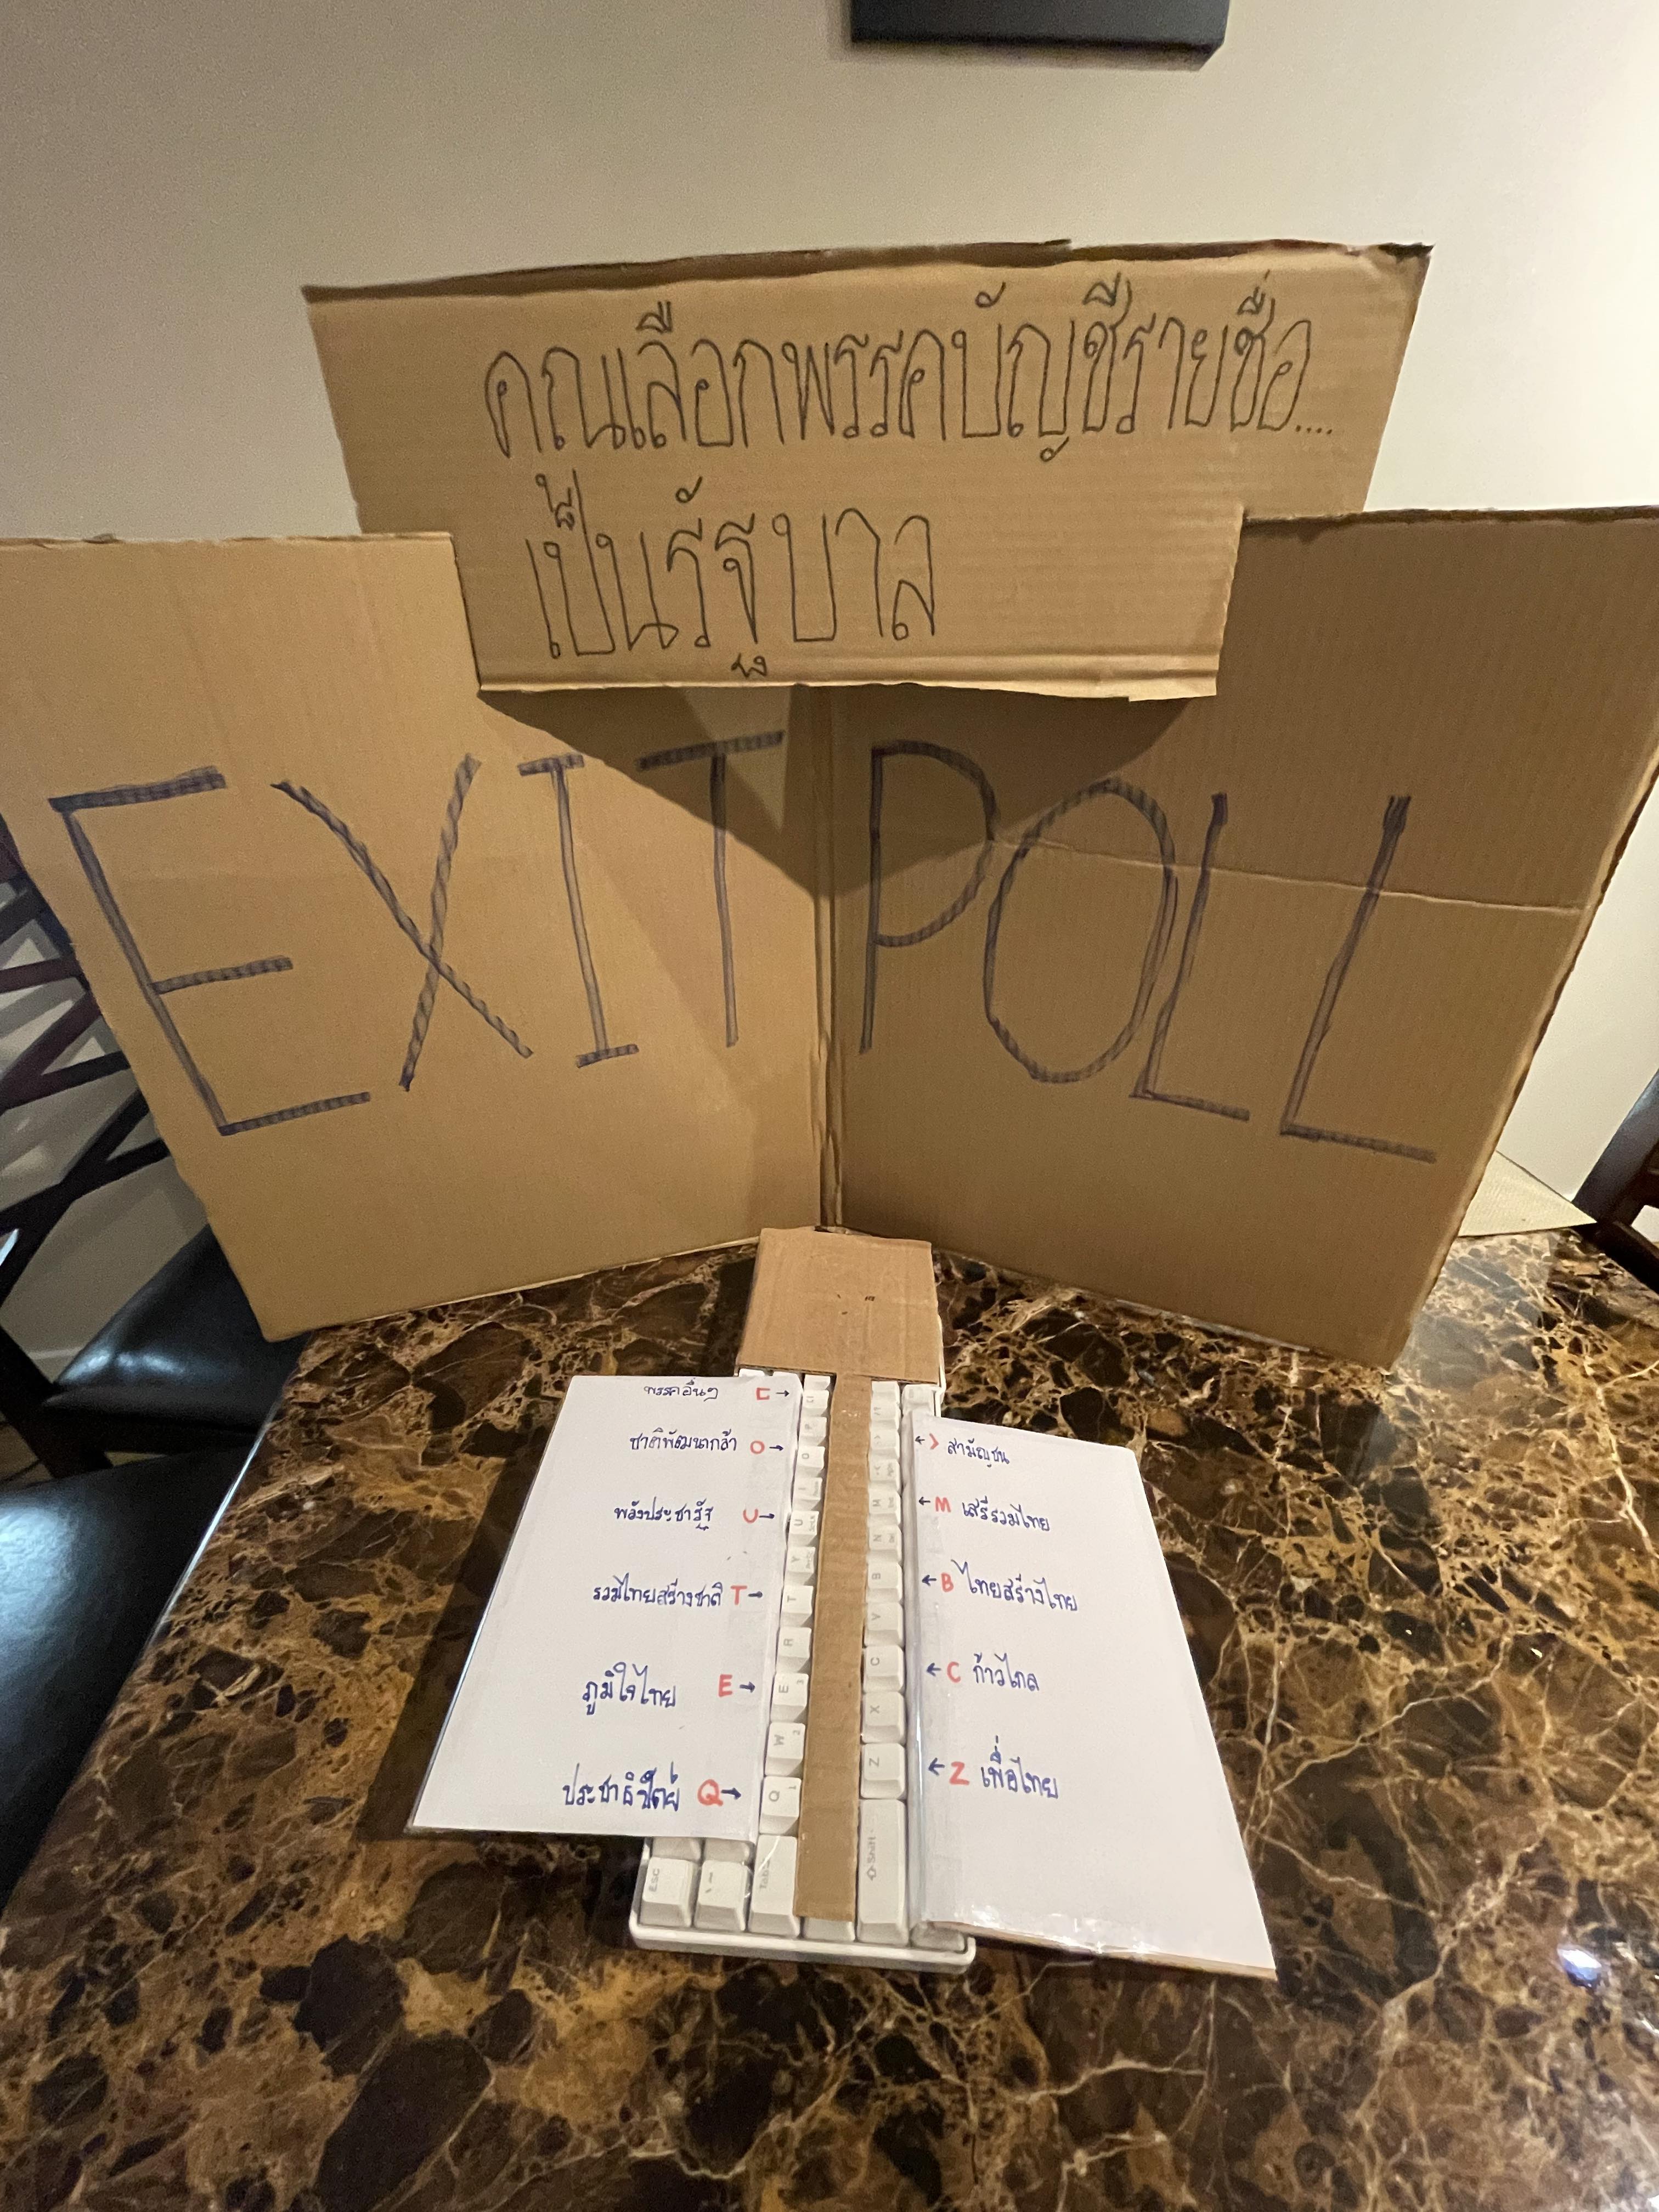 คุณเลือกพรรคบัญชีรายชื่อ....
เป็นรัฐบาล
EXIT POLL
พรรคอื่นๆ [ →
ชาติพัฒนากล้า O →
พลังประชารัฐ U →
รวมไทยสร้างชาติ T →
ภูมิใจไทย E →
ประชาธิปัตย์ Q →
← > สามัญชน
← M เสรีรวมไทย
← B ไทยสร้างไทย
← C ก้าวไกล
← Z เพื่อไทย
O
U
Y
T
R
E
W 2
Q 1
Tab
M
N
B
V
C
X
Z
⇧ Shift
ESC